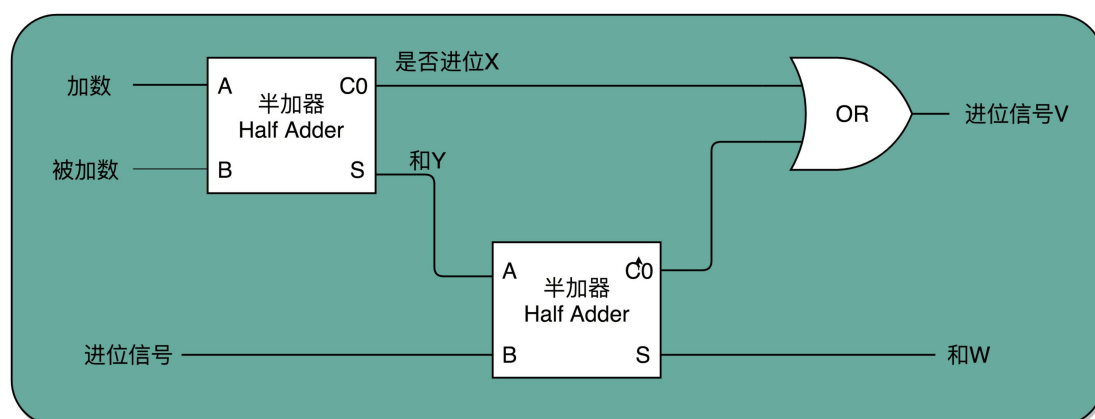 是否进位X
加数
A
C0
半加器
Half Adder
OR
进位信号V
被加数
B
S
和Y
A
C0
半加器
Half Adder
进位信号
B
S
和W